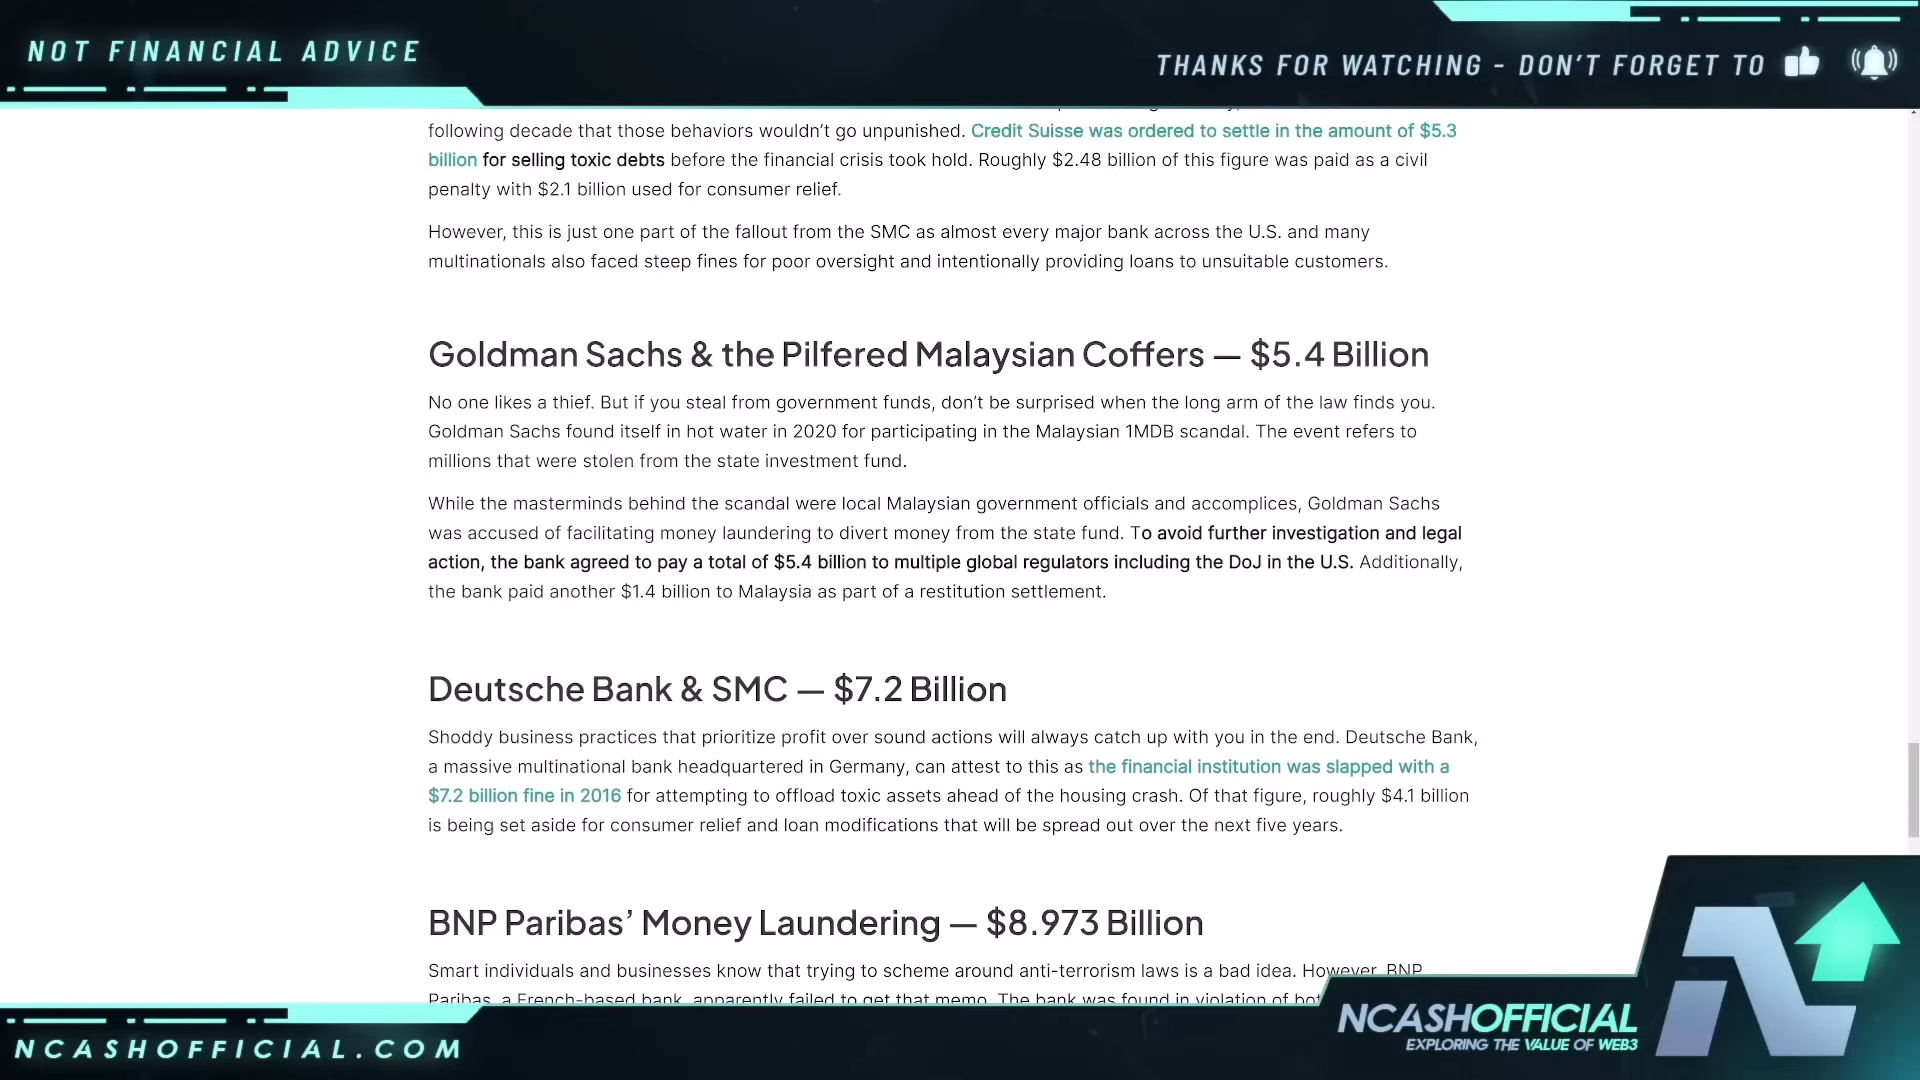 NOT FINANCIAL ADVICE
THANKS FOR WATCHING - DON'T FORGET TO
following decade that those behaviors wouldn’t go unpunished. Credit Suisse was ordered to settle in the amount of $5.3
billion for selling toxic debts before the financial crisis took hold. Roughly $2.48 billion of this figure was paid as a civil
penalty with $2.1 billion used for consumer relief.
However, this is just one part of the fallout from the SMC as almost every major bank across the U.S. and many
multinationals also faced steep fines for poor oversight and intentionally providing loans to unsuitable customers.
Goldman Sachs & the Pilfered Malaysian Coffers — $5.4 Billion
No one likes a thief. But if you steal from government funds, don’t be surprised when the long arm of the law finds you.
Goldman Sachs found itself in hot water in 2020 for participating in the Malaysian 1MDB scandal. The event refers to
millions that were stolen from the state investment fund.
While the masterminds behind the scandal were local Malaysian government officials and accomplices, Goldman Sachs
was accused of facilitating money laundering to divert money from the state fund. To avoid further investigation and legal
action, the bank agreed to pay a total of $5.4 billion to multiple global regulators including the DoJ in the U.S. Additionally,
the bank paid another $1.4 billion to Malaysia as part of a restitution settlement.
Deutsche Bank & SMC — $7.2 Billion
Shoddy business practices that prioritize profit over sound actions will always catch up with you in the end. Deutsche Bank,
a massive multinational bank headquartered in Germany, can attest to this as the financial institution was slapped with a
$7.2 billion fine in 2016 for attempting to offload toxic assets ahead of the housing crash. Of that figure, roughly $4.1 billion
is being set aside for consumer relief and loan modifications that will be spread out over the next five years.
BNP Paribas’ Money Laundering — $8.973 Billion
Smart individuals and businesses know that trying to scheme around anti-terrorism laws is a bad idea. However, BNP
Paribas, a French-based bank, apparently failed to get that memo. The bank was found in violation of
NCASHOFFICIAL
EXPLORING THE VALUE OF WEB3
NCASHOFFICIAL.COM